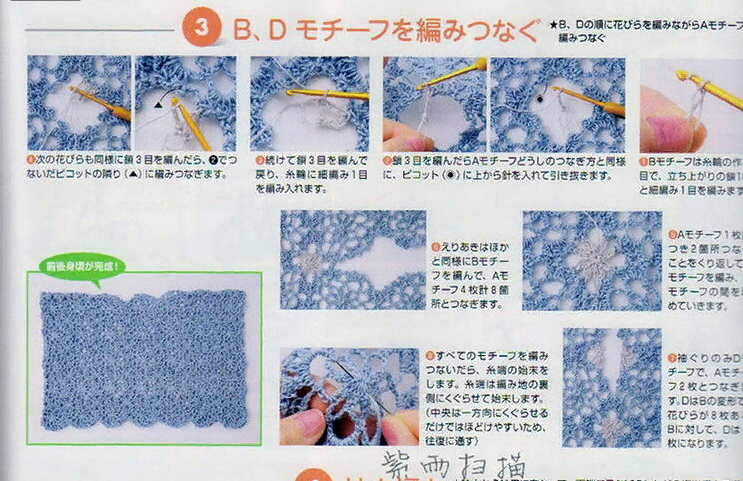 3 B、D モチーフを編みつなぐ
★B、Dの順に花びらを編みながらAモチーフ
編みつなぐ
❶Bモチーフは糸輪の作
目で、立ち上がりの鎖1
と細編み1目を編みます
❷鎖3目を編んだらAモチーフどうしのつなぎ方と同様
に、ピコット(◉)に上から針を入れて引き抜きます。
❸続けて鎖3目を編んで
戻り、糸輪に細編み1目
を編み入れます。
❹次の花びらも同様に鎖3目を編んだら、❷でつ
ないだピコットの隣り(▲)に編みつなぎます。
❺Aモチーフ1枚
つき2箇所つな
ことをくり返して
モチーフを編み、
モチーフの間を
めていきます。
❻えりあきはほか
と同様にBモチー
フを編んで、Aモ
チーフ4枚計8箇
所とつなぎます。
❼袖ぐりのみD
チーフで、Aモチ
フ2枚とつなぎ
す。DはBの変形で
花びらが8枚あ
Bに対して、Dは
枚になります。
❽すべてのモチーフを編み
つないだら、糸端の始末を
します。糸端は編み地の裏
側にくぐらせて始末します。
(中央は一方向にくぐらせる
だけではほどけやすいため、
往復に通す)
前後身頃が完成!
紫雨扫描